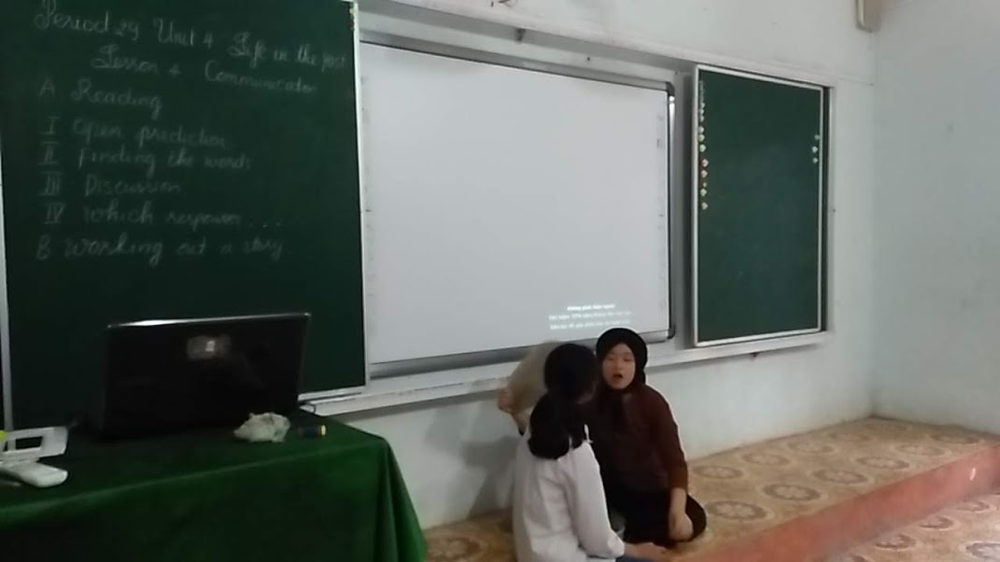 Period 29 Unit 4 Life in the past
Lesson 4 Communication
A Reading
I Open prediction
II Finding the words
III Discussion
IV Which responses....
B Working out a story.